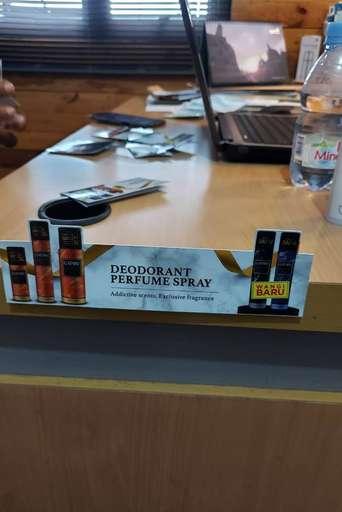 DEODORANT
PERFUME SPRAY
Addictive scents, Exclusive fragrance
WANGI
BARU